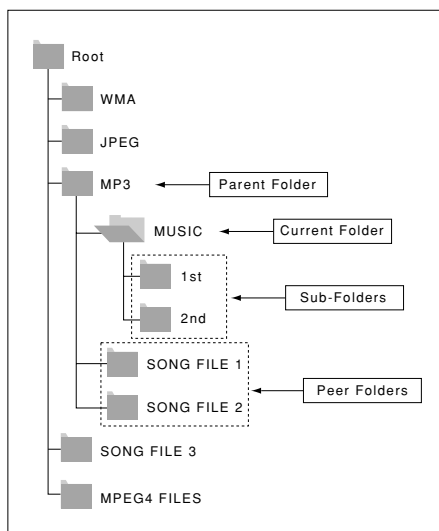 Root
WMA
JPEG
MP3
Parent Folder
MUSIC
Current Folder
1st
Sub-Folders
2nd
SONG FILE 1
Peer Folders
SONG FILE 2
SONG FILE 3
MPEG4 FILES